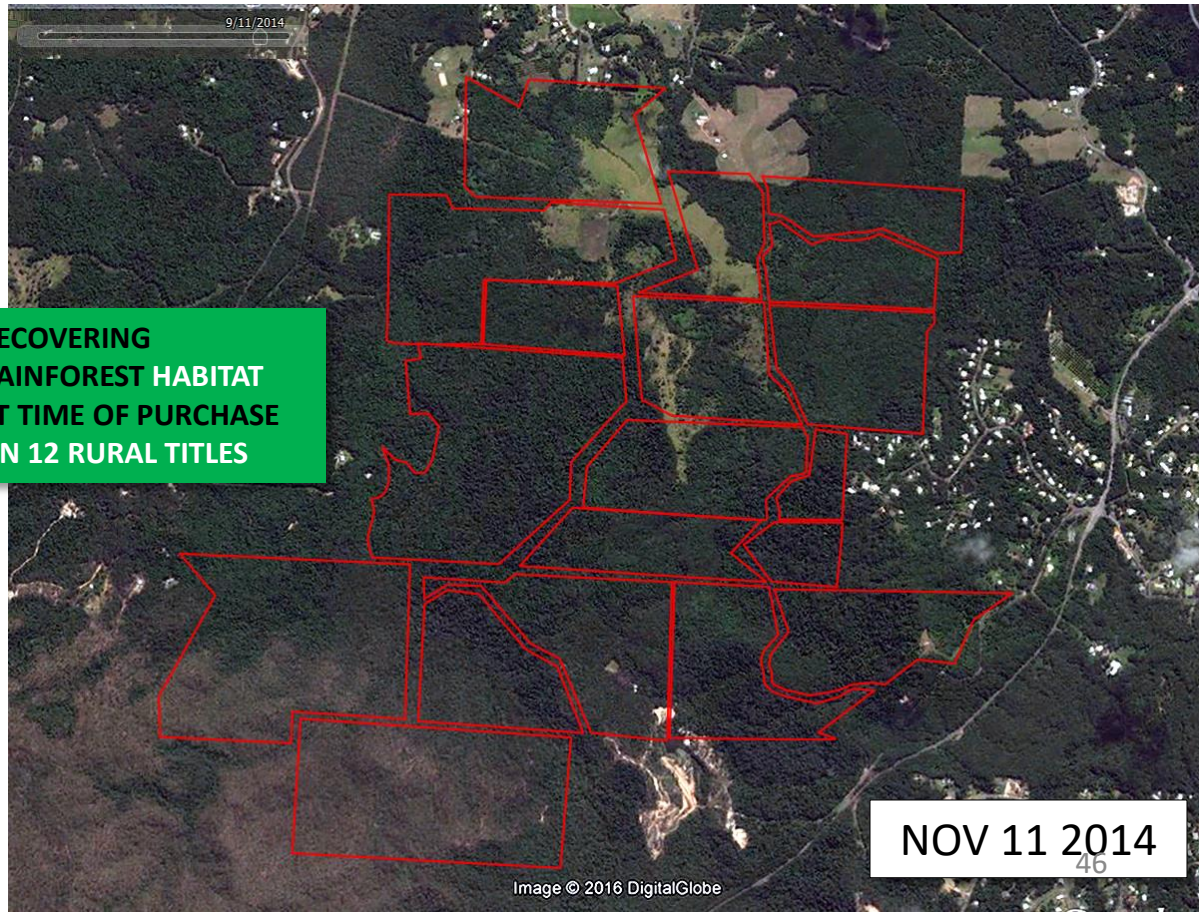 9/11/2014
ECOVERING
AINFOREST HABITAT
T TIME OF PURCHASE
N 12 RURAL TITLES
NOV 11 2014
46
Image © 2016 DigitalGlobe